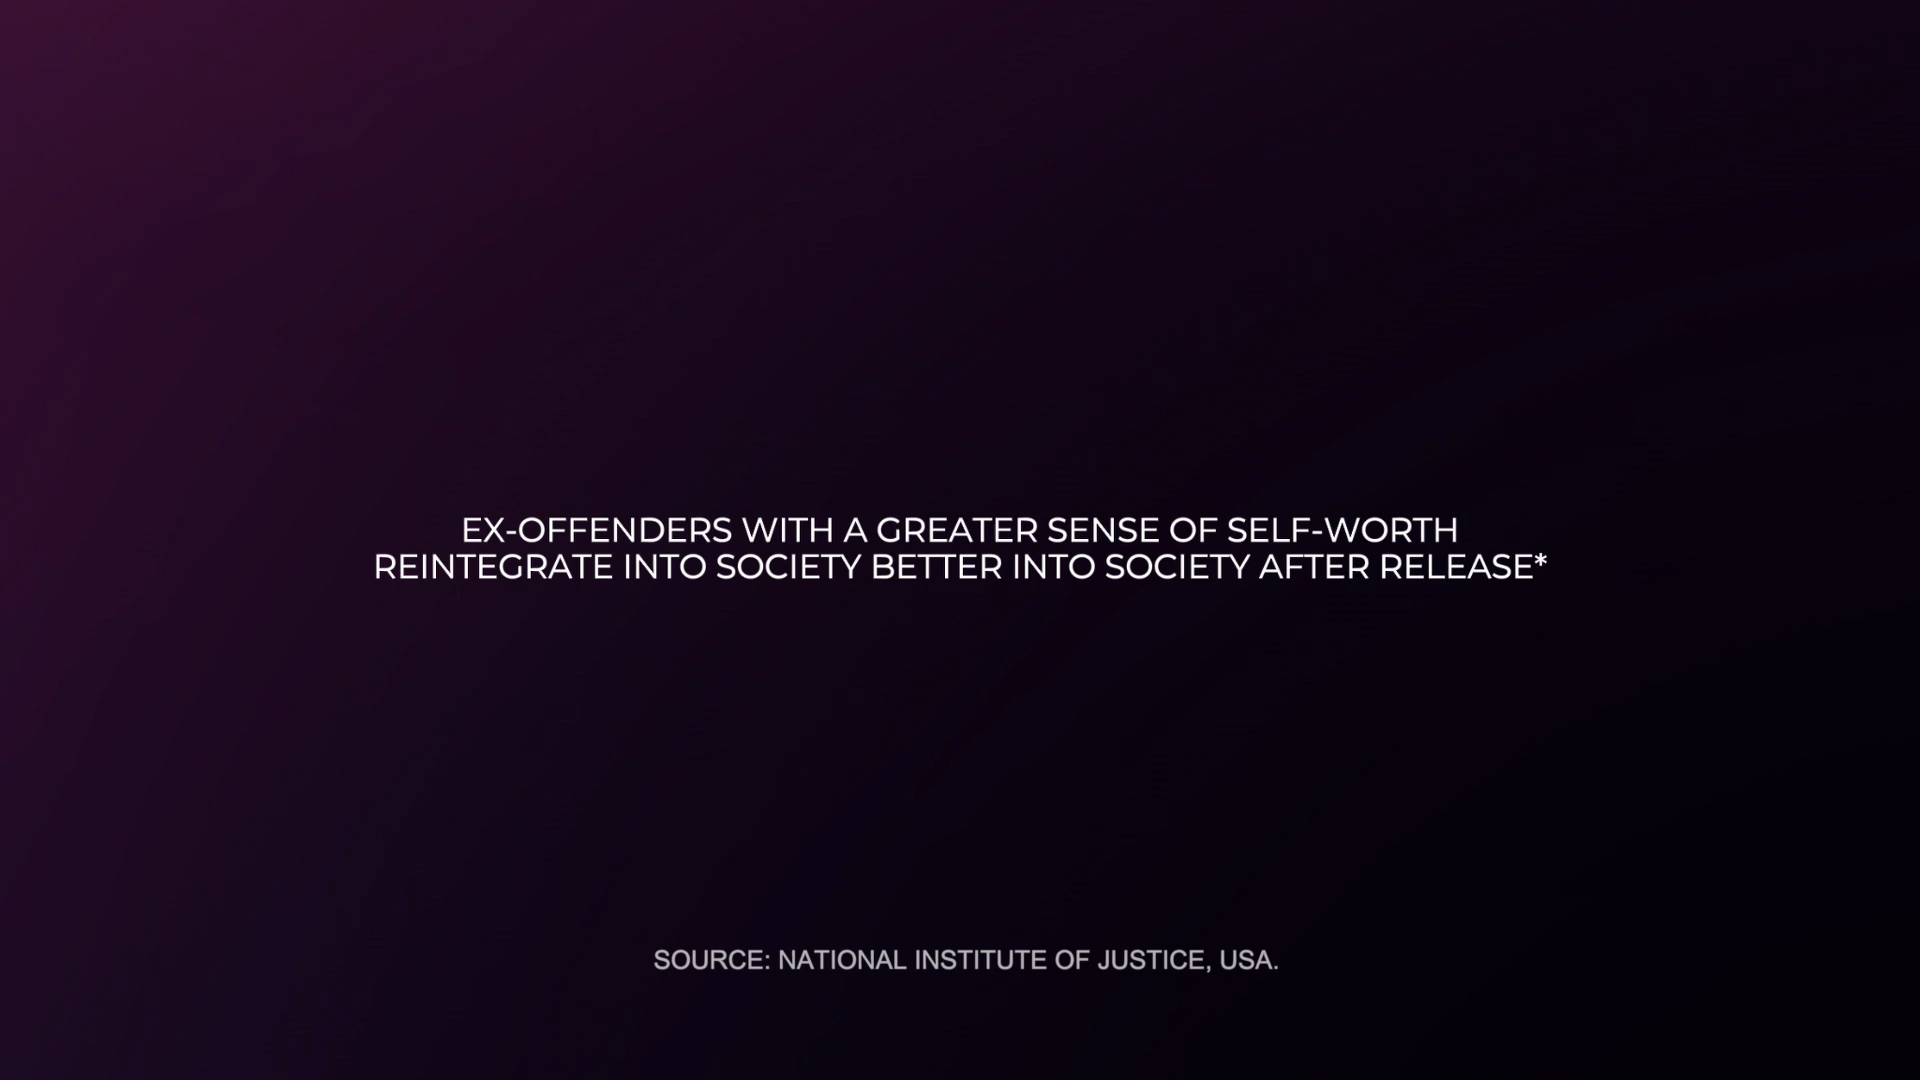 EX-OFFENDERS WITH A GREATER SENSE OF SELF-WORTH
REINTEGRATE INTO SOCIETY BETTER INTO SOCIETY AFTER RELEASE*
SOURCE: NATIONAL INSTITUTE OF JUSTICE, USA.